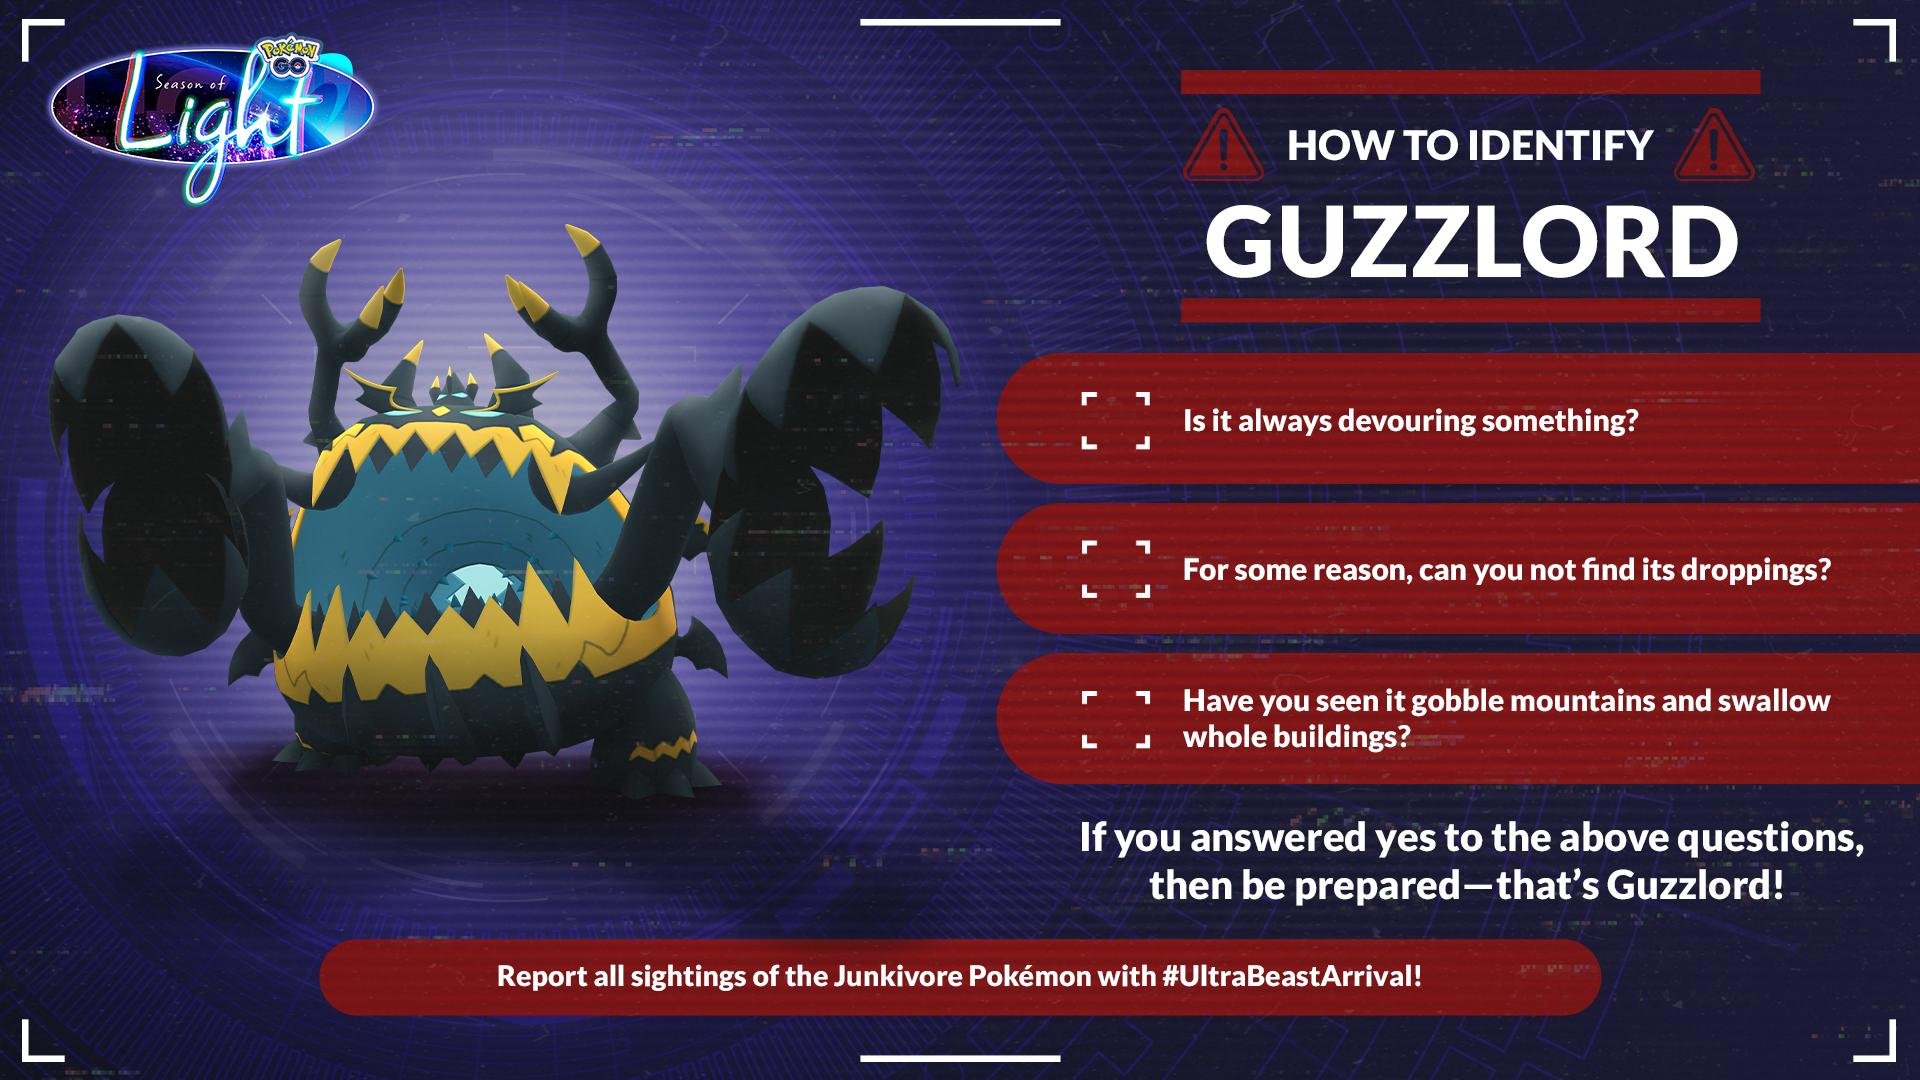 Pokémon
GO
Season of
Light
HOW TO IDENTIFY
GUZZLORD
Is it always devouring something?
For some reason, can you not find its droppings?
Have you seen it gobble mountains and swallow
whole buildings?
If you answered yes to the above questions,
then be prepared—that’s Guzzlord!
Report all sightings of the Junkivore Pokémon with #UltraBeastArrival!